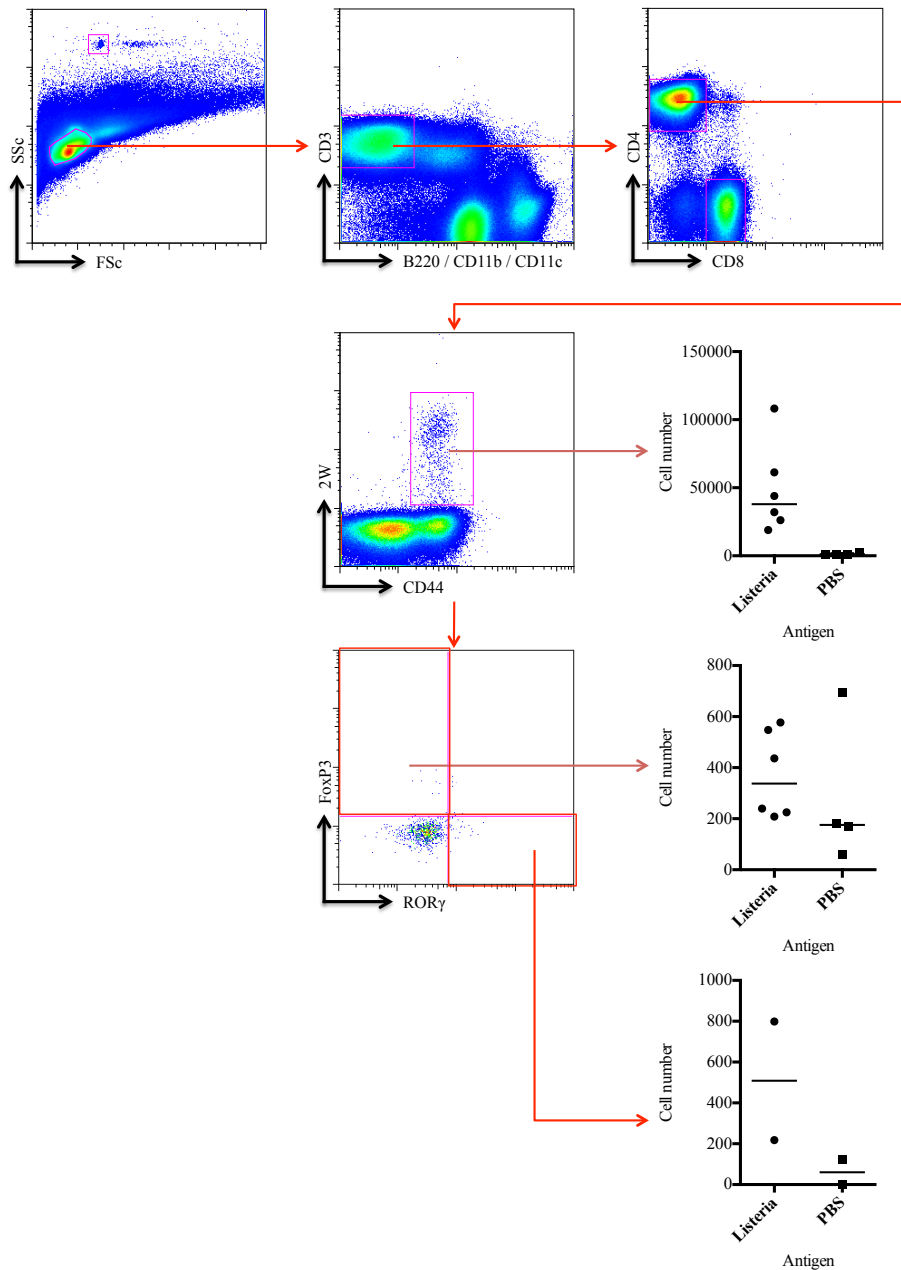 SSc
FSc
CD3
B220 / CD11b / CD11c
CD4
CD8
2W
CD44
150000
100000
50000
0
Cell number
Listeria
PBS
Antigen
FoxP3
RORγ
800
600
400
200
0
Cell number
Listeria
PBS
Antigen
1000
800
600
400
200
0
Cell number
Listeria
PBS
Antigen